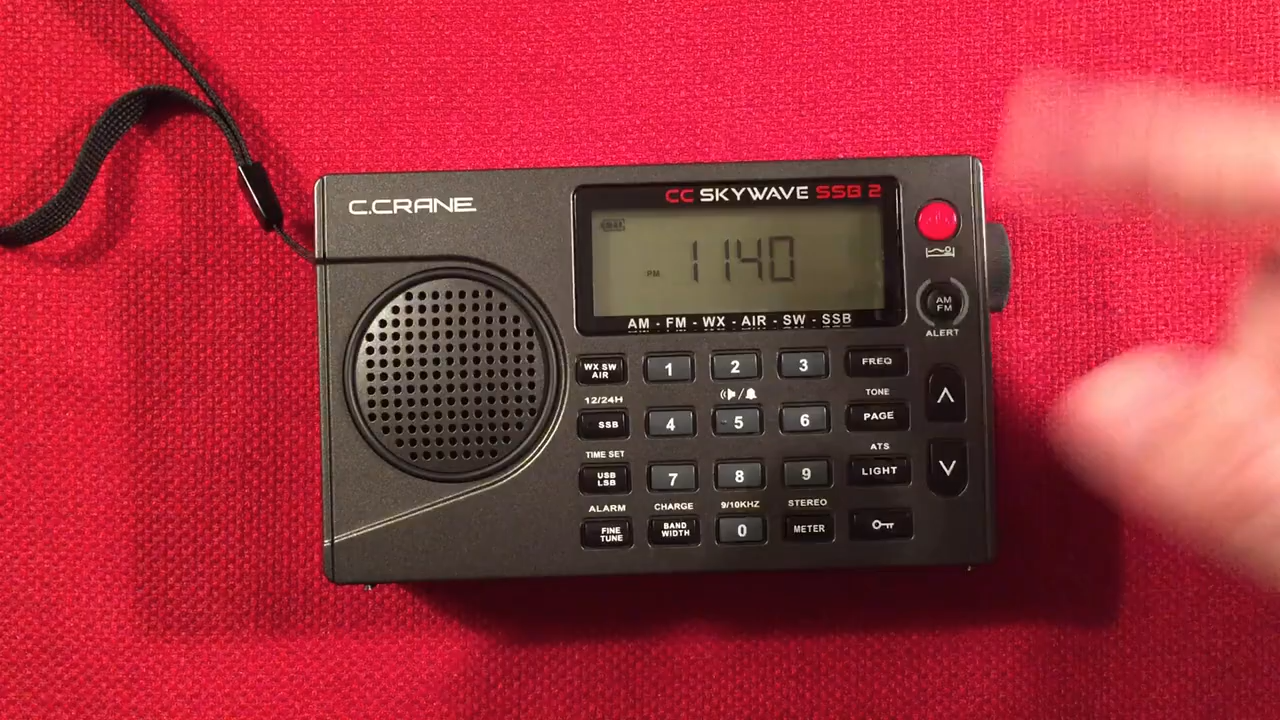 C.CRANE
CC SKYWAVE SSB 2
PM 1140
AM - FM - WX - AIR - SW - SSB
AM
FM
ALERT
WX SW
AIR
1
2
3
FREQ
12/24H
TONE
SSB
4
5
6
PAGE
TIME SET
ATS
USB
LSB
7
8
9
LIGHT
ALARM
CHARGE
9/10KHZ
STEREO
FINE
TUNE
BAND
WIDTH
0
METER